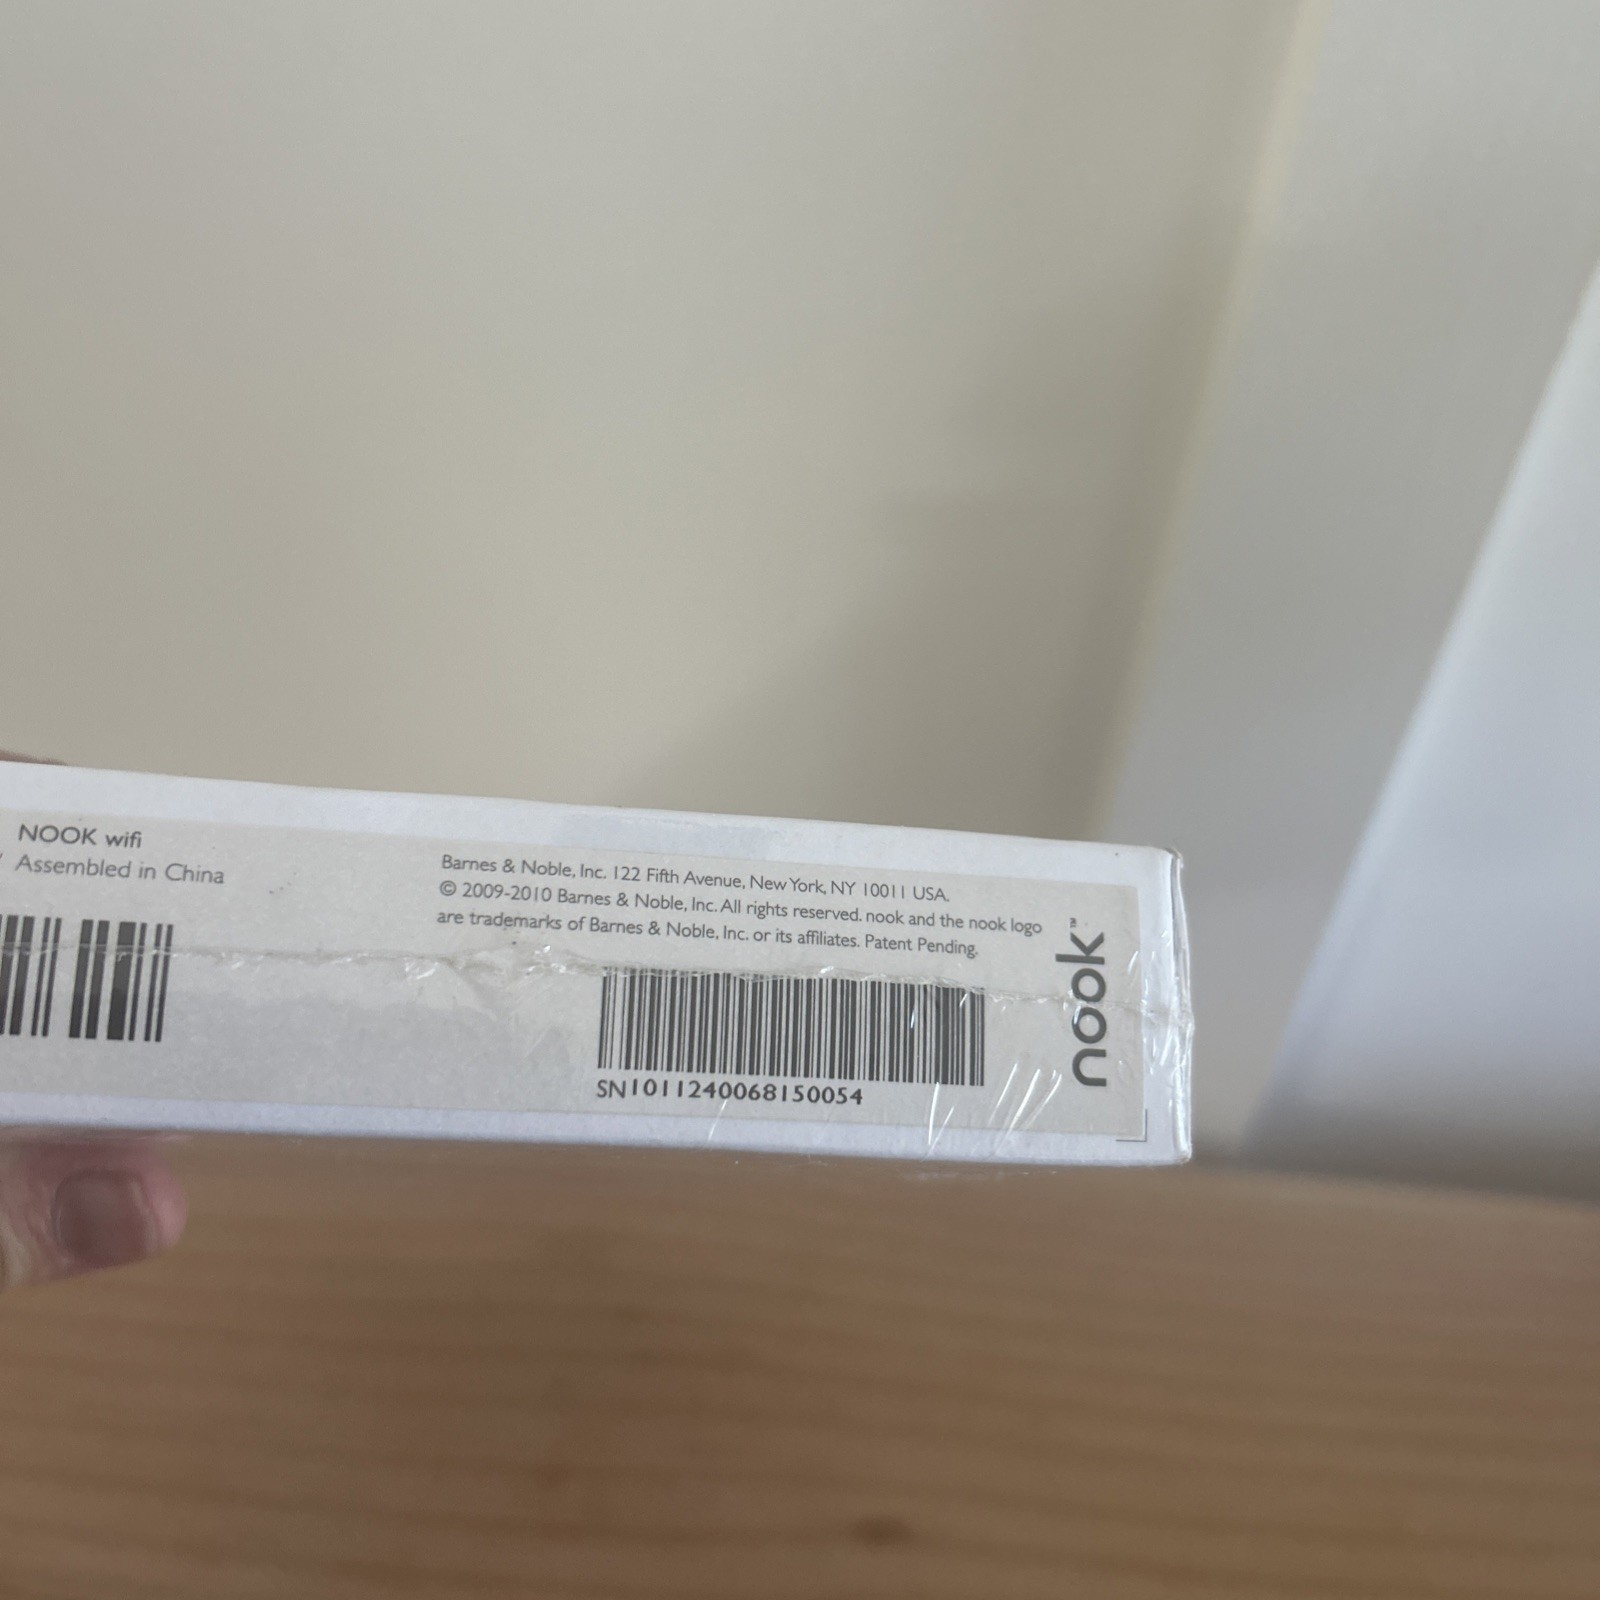 NOOK wifi
Assembled in China
Barnes & Noble, Inc. 122 Fifth Avenue, New York, NY 10011 USA.
© 2009-2010 Barnes & Noble, Inc. All rights reserved. nook and the nook logo
are trademarks of Barnes & Noble, Inc. or its affiliates. Patent Pending.
SN1011240068150054
nook™